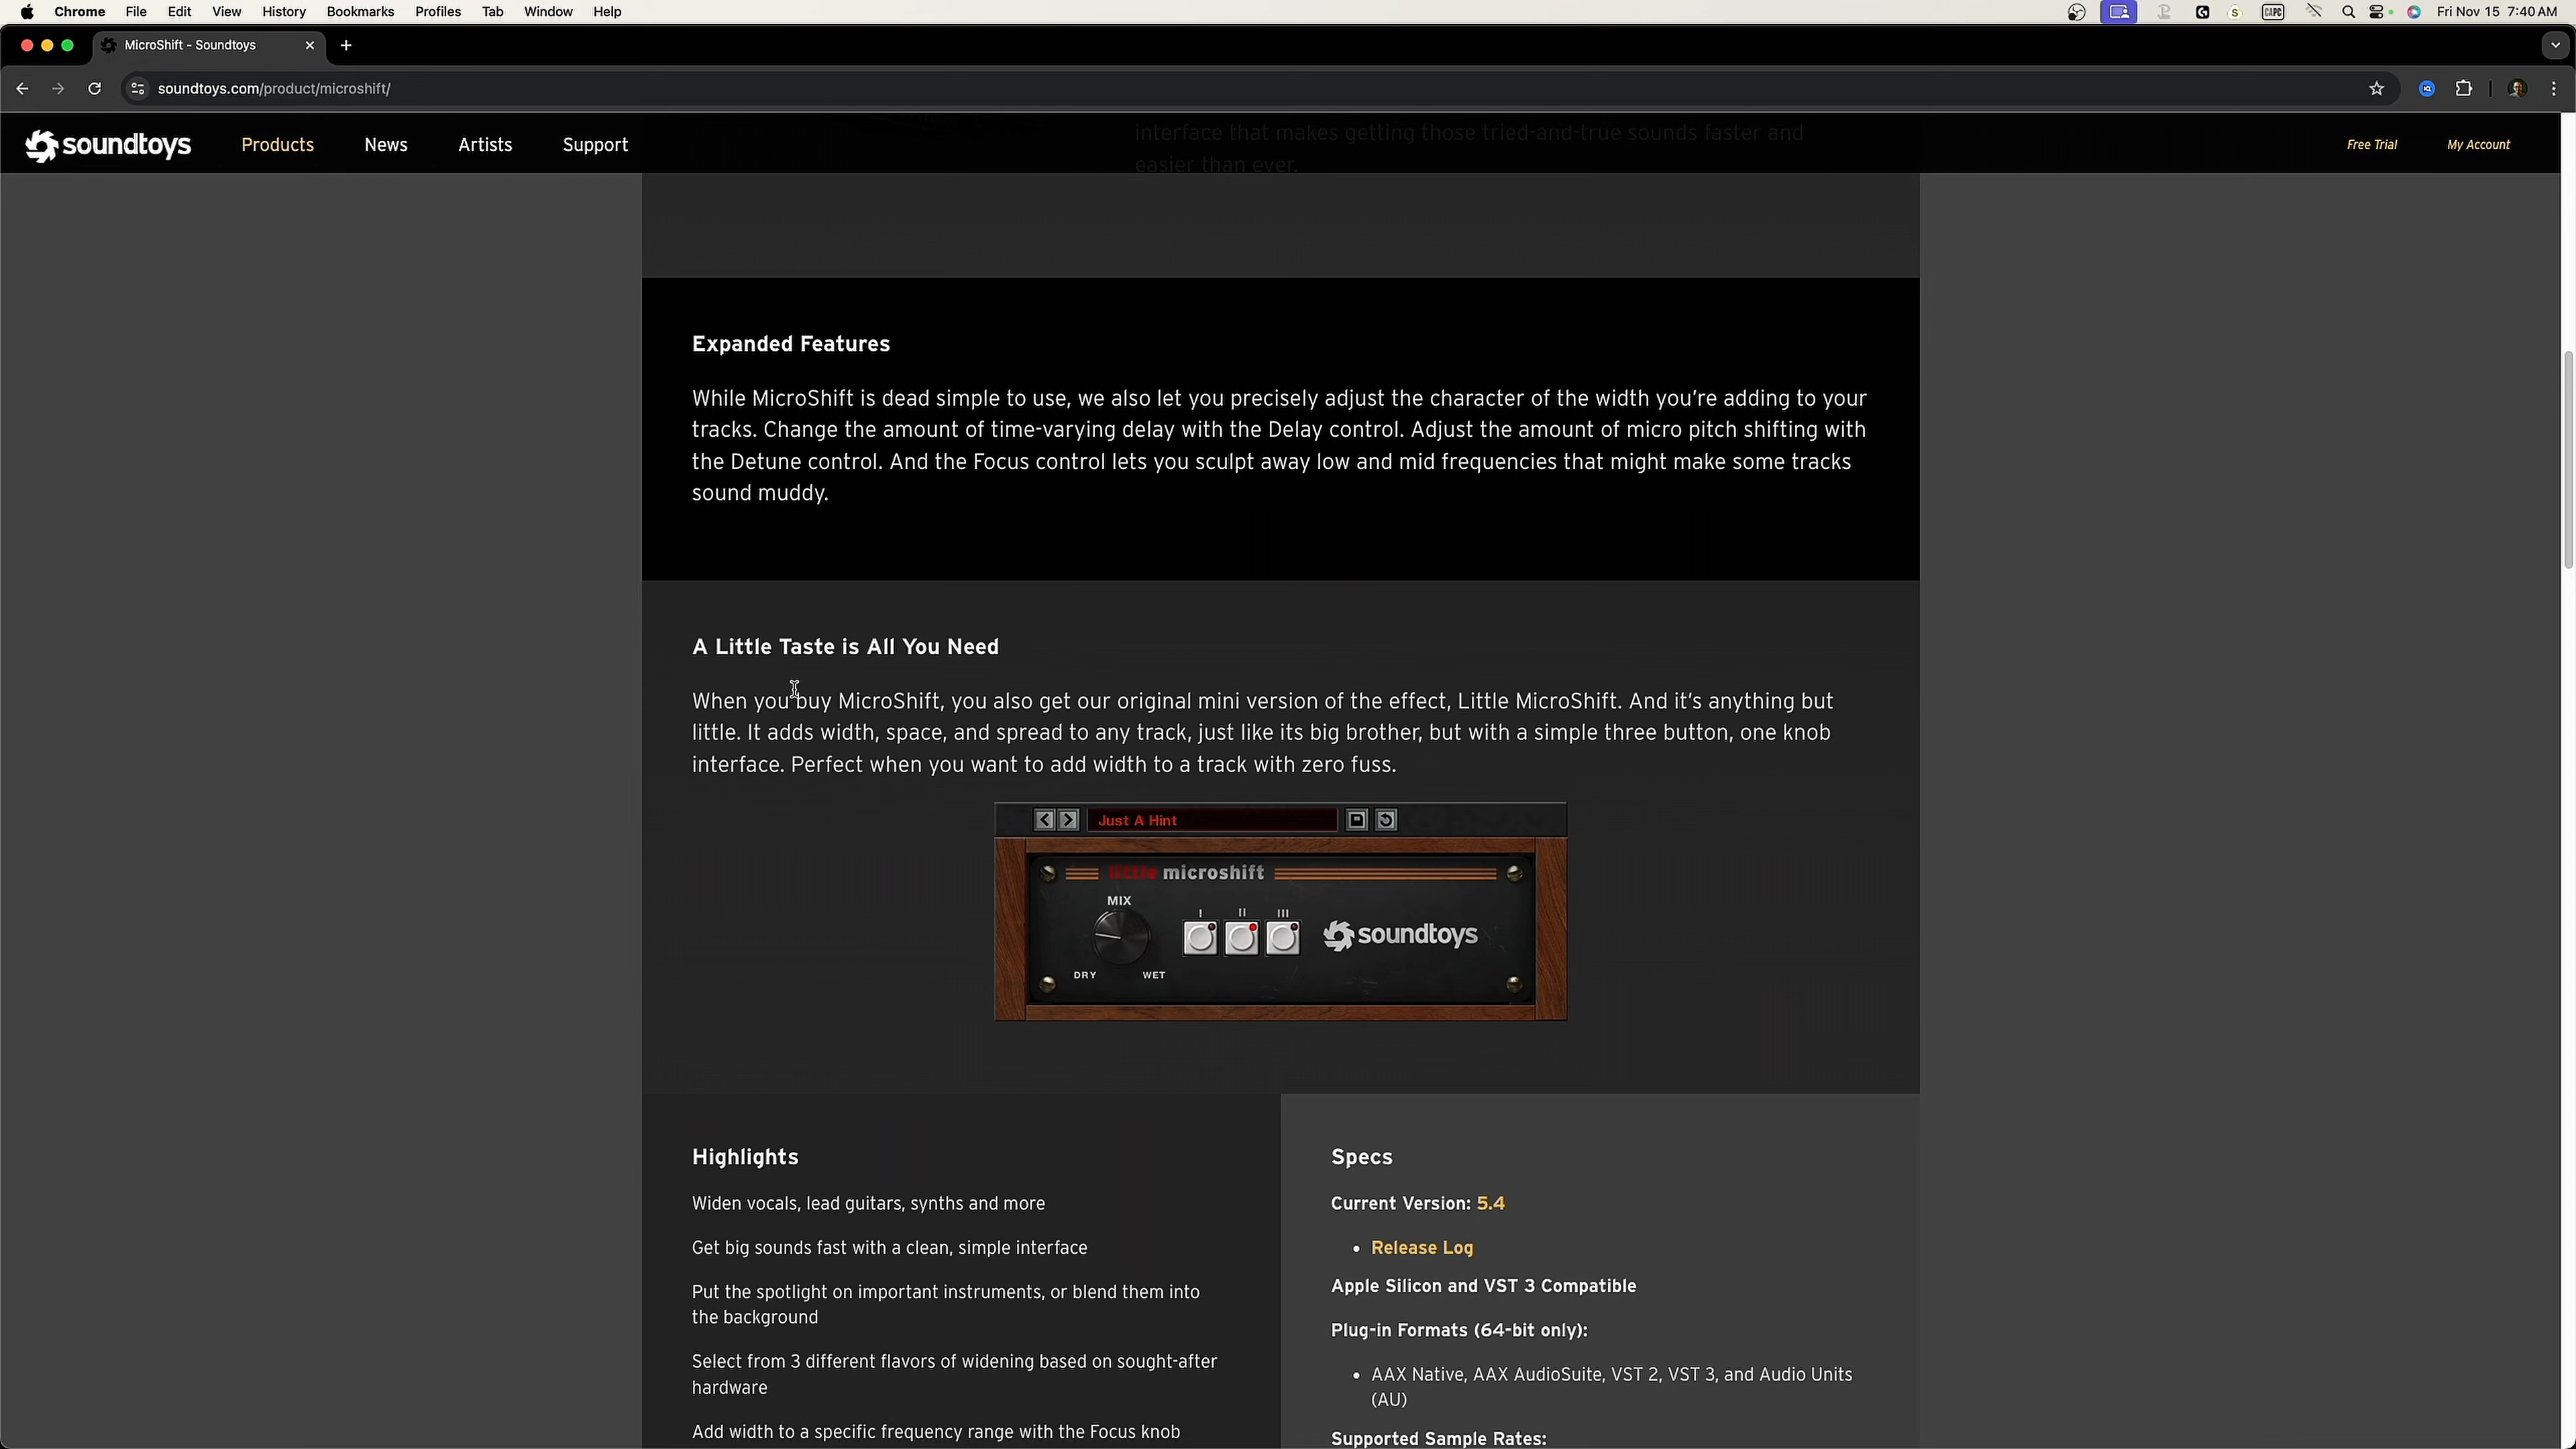 Chrome File Edit View History Bookmarks Profiles Tab Window Help
CAPC
Fri Nov 15 7:40 AM
MicroShift - Soundtoys
soundtoys.com/product/microshift/
soundtoys Products News Artists Support Free Trial My Account
interface that makes getting those tried-and-true sounds faster and
easier than ever.
Expanded Features
While MicroShift is dead simple to use, we also let you precisely adjust the character of the width you’re adding to your
tracks. Change the amount of time-varying delay with the Delay control. Adjust the amount of micro pitch shifting with
the Detune control. And the Focus control lets you sculpt away low and mid frequencies that might make some tracks
sound muddy.
A Little Taste is All You Need
When you buy MicroShift, you also get our original mini version of the effect, Little MicroShift. And it’s anything but
little. It adds width, space, and spread to any track, just like its big brother, but with a simple three button, one knob
interface. Perfect when you want to add width to a track with zero fuss.
Just A Hint
little microshift
MIX
I II III
soundtoys
DRY WET
Highlights
Widen vocals, lead guitars, synths and more
Get big sounds fast with a clean, simple interface
Put the spotlight on important instruments, or blend them into
the background
Select from 3 different flavors of widening based on sought-after
hardware
Add width to a specific frequency range with the Focus knob
Specs
Current Version: 5.4
• Release Log
Apple Silicon and VST 3 Compatible
Plug-in Formats (64-bit only):
• AAX Native, AAX AudioSuite, VST 2, VST 3, and Audio Units
(AU)
Supported Sample Rates: